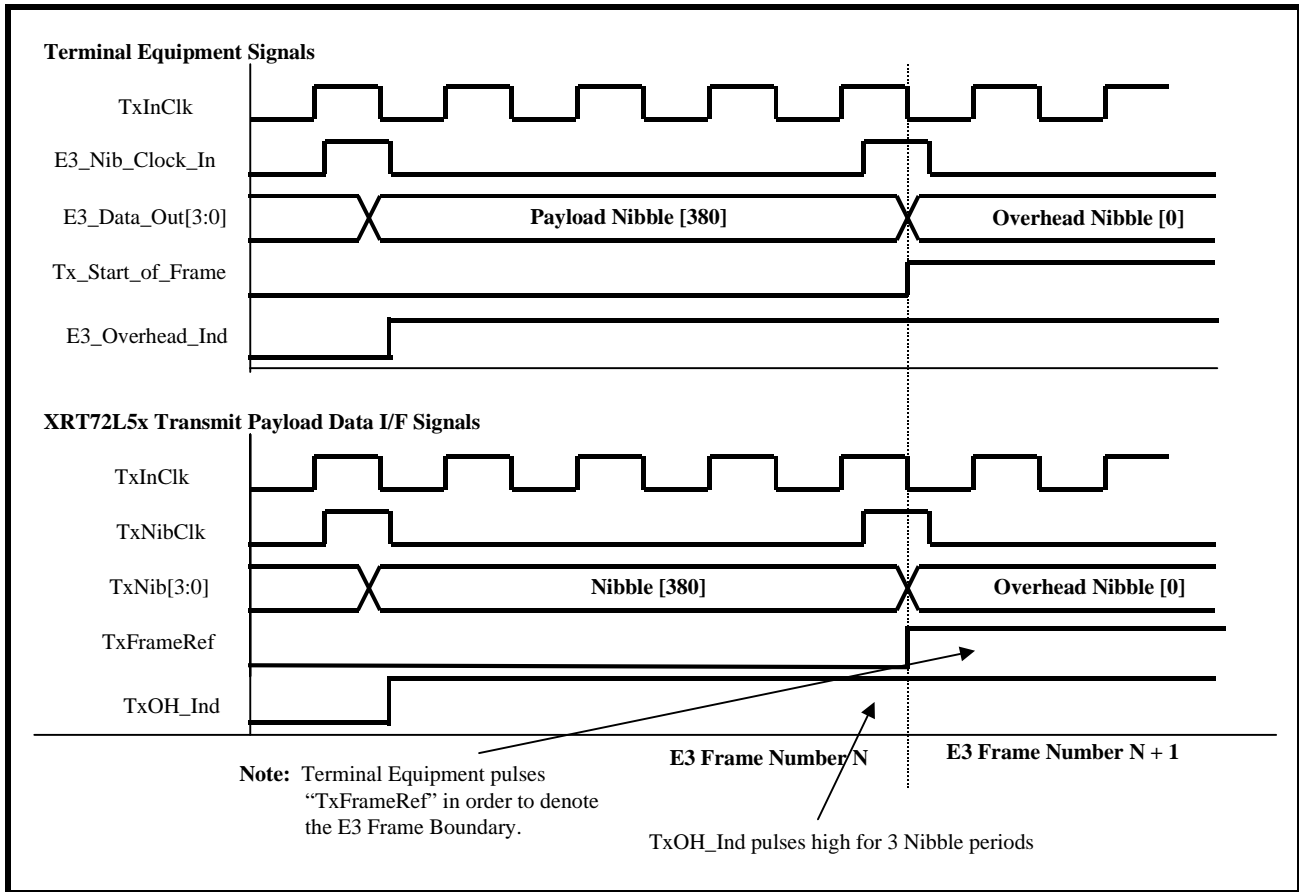 Terminal Equipment Signals
TxInClk
E3_Nib_Clock_In
E3_Data_Out[3:0]
Payload Nibble [380]
Overhead Nibble [0]
Tx_Start_of_Frame
E3_Overhead_Ind
XRT72L5x Transmit Payload Data I/F Signals
TxInClk
TxNibClk
TxNib[3:0]
Nibble [380]
Overhead Nibble [0]
TxFrameRef
TxOH_Ind
E3 Frame Number N
E3 Frame Number N + 1
Note: Terminal Equipment pulses
“TxFrameRef” in order to denote
the E3 Frame Boundary.
TxOH_Ind pulses high for 3 Nibble periods